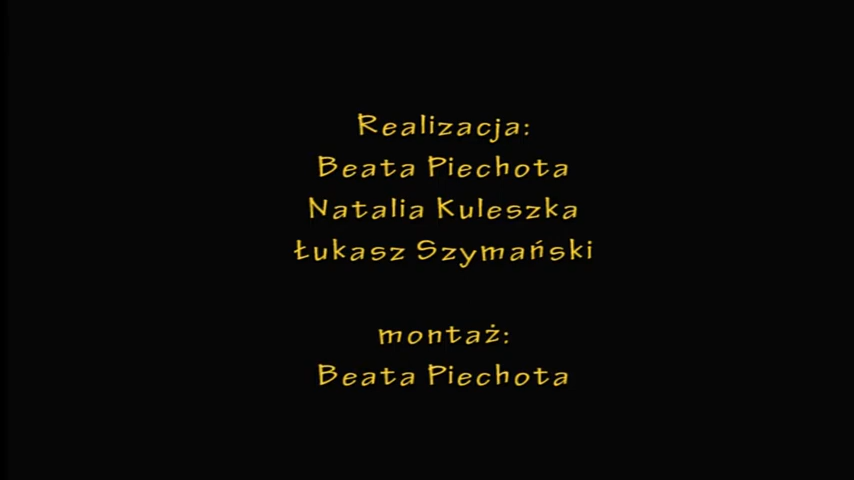 Realizacja:
Beata Piechota
Natalia Kuleszka
Łukasz Szymański
montaż:
Beata Piechota